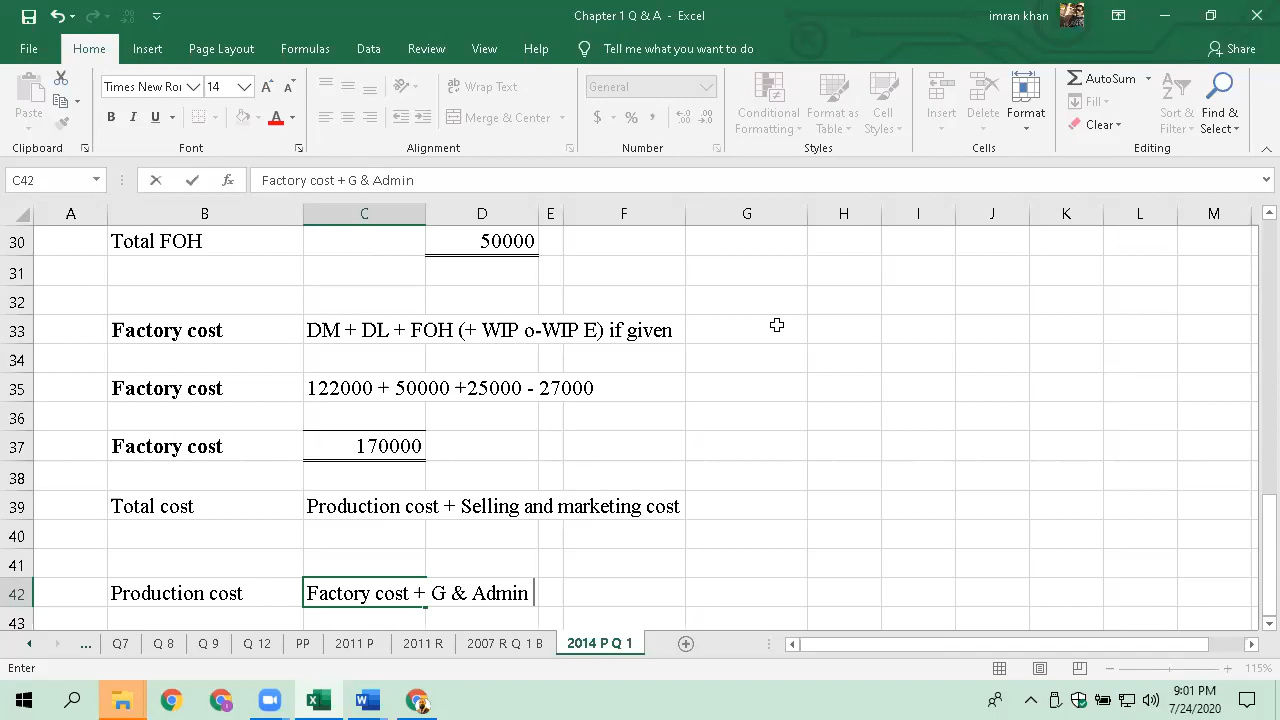 Chapter 1 Q & A - Excel
imran khan
File Home Insert Page Layout Formulas Data Review View Help Tell me what you want to do Share
Paste
Clipboard
Times New Roi 14
B I U A
Font
Wrap Text
Merge & Center
Alignment
General
$ % ,
Number
Conditional Formatting
Format as Table
Cell Styles
Styles
Insert Delete Format
Cells
AutoSum
Fill
Clear
Sort & Filter
Find & Select
Editing
C42 fx Factory cost + G & Admin
A B C D E F G H I J K L M
30 Total FOH 50000
31
32
33 Factory cost DM + DL + FOH (+ WIP o-WIP E) if given
34
35 Factory cost 122000 + 50000 +25000 - 27000
36
37 Factory cost 170000
38
39 Total cost Production cost + Selling and marketing cost
40
41
42 Production cost Factory cost + G & Admin
43
... Q7 Q 8 Q 9 Q 12 PP 2011 P 2011 R 2007 R Q 1 B 2014 P Q 1
Enter 115%
9:01 PM
7/24/2020